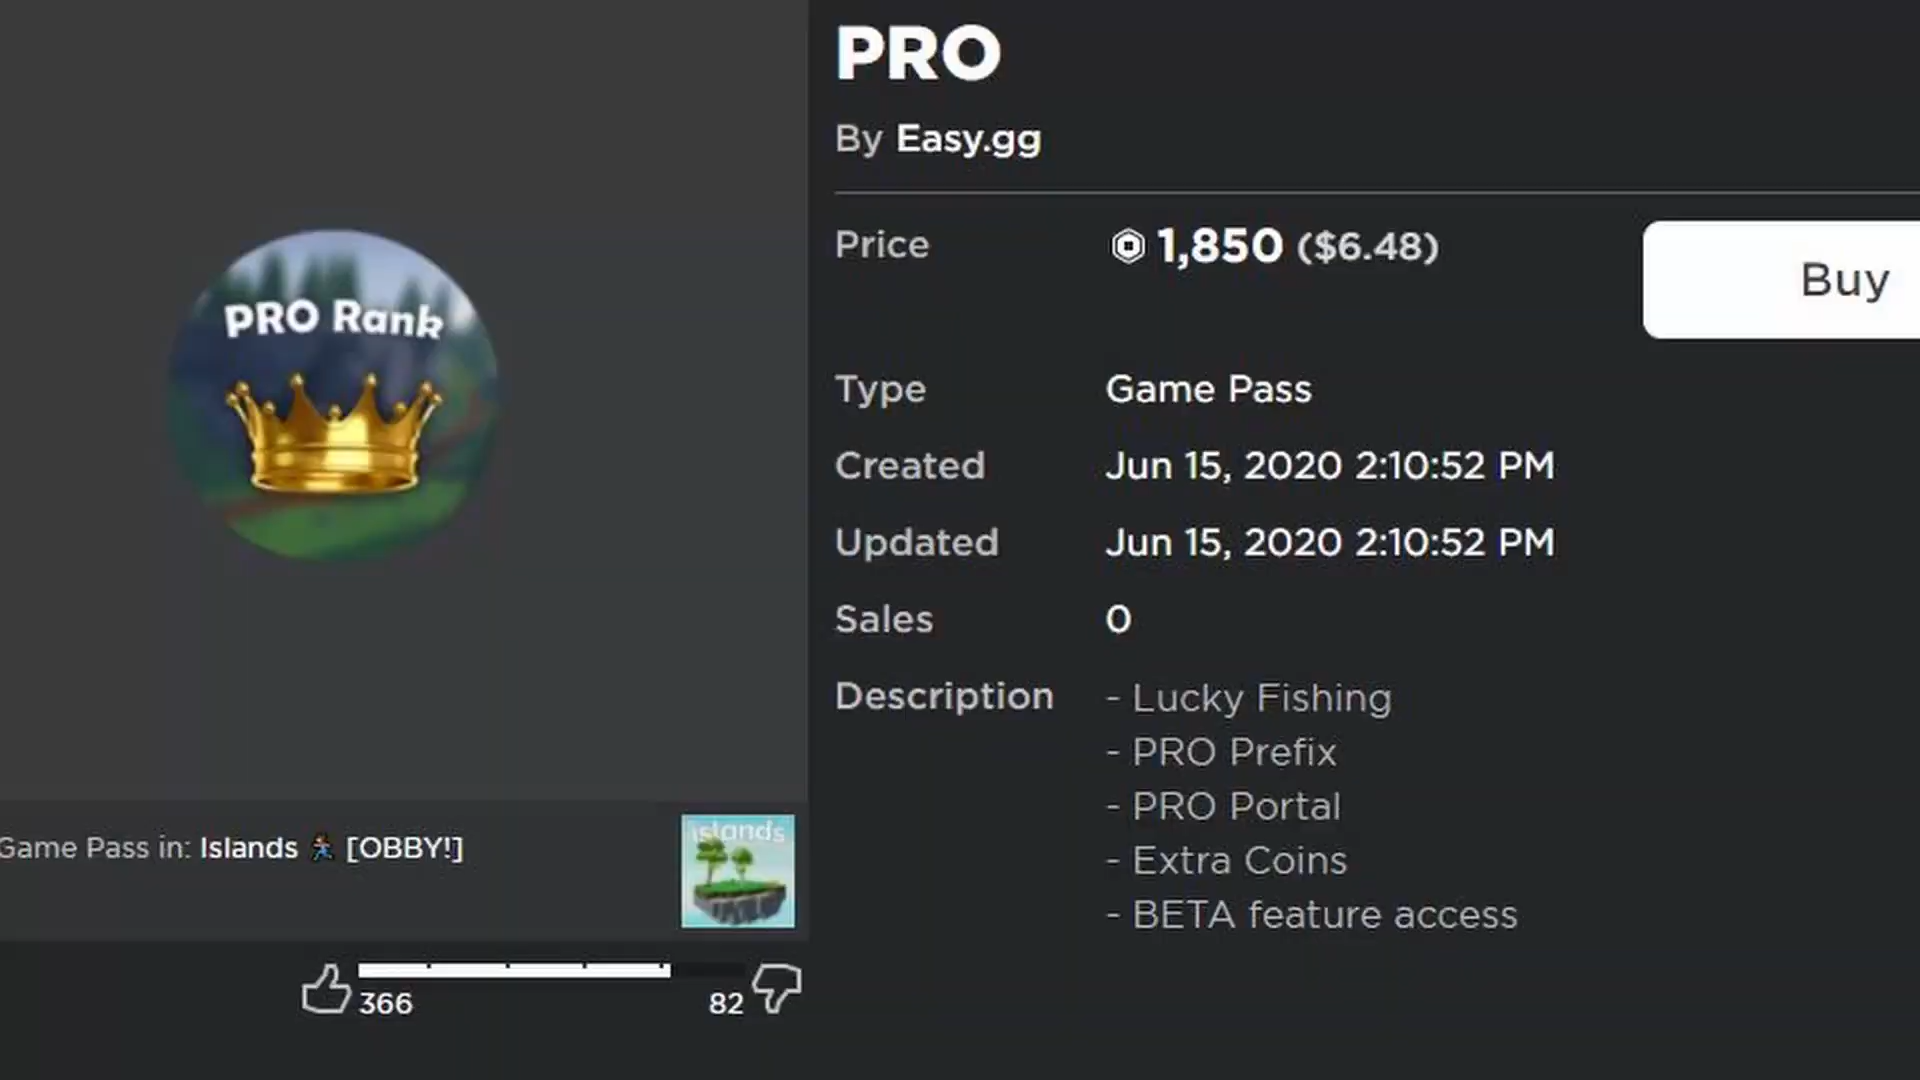 PRO
By Easy.gg
PRO Rank
Price 1,850 ($6.48)
Buy
Type Game Pass
Created Jun 15, 2020 2:10:52 PM
Updated Jun 15, 2020 2:10:52 PM
Sales 0
Description - Lucky Fishing
- PRO Prefix
- PRO Portal
- Extra Coins
- BETA feature access
Game Pass in: Islands 🏃 [OBBY!]
islands
366 82